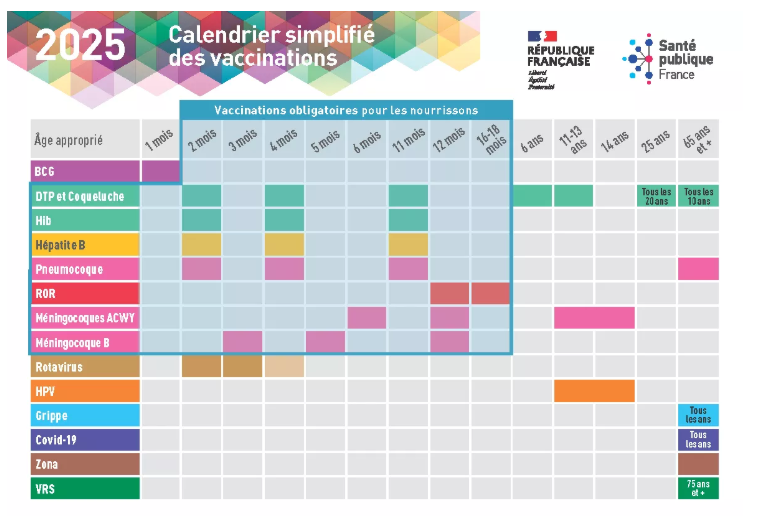 2025
Calendrier simplifié
des vaccinations
RÉPUBLIQUE
FRANÇAISE
Liberté
Égalité
Fraternité
Santé
publique
France
Vaccinations obligatoires pour les nourrissons
Âge approprié
1 mois
2 mois
3 mois
4 mois
5 mois
6 mois
11 mois
12 mois
16-18
mois
6 ans
11-13
ans
14 ans
25 ans
65 ans
et +
BCG
DTP et Coqueluche
Tous les
20 ans
Tous les
10 ans
Hib
Hépatite B
Pneumocoque
ROR
Méningocoques ACWY
Méningocoque B
Rotavirus
HPV
Grippe
Tous
les ans
Covid-19
Tous
les ans
Zona
VRS
75 ans
et +